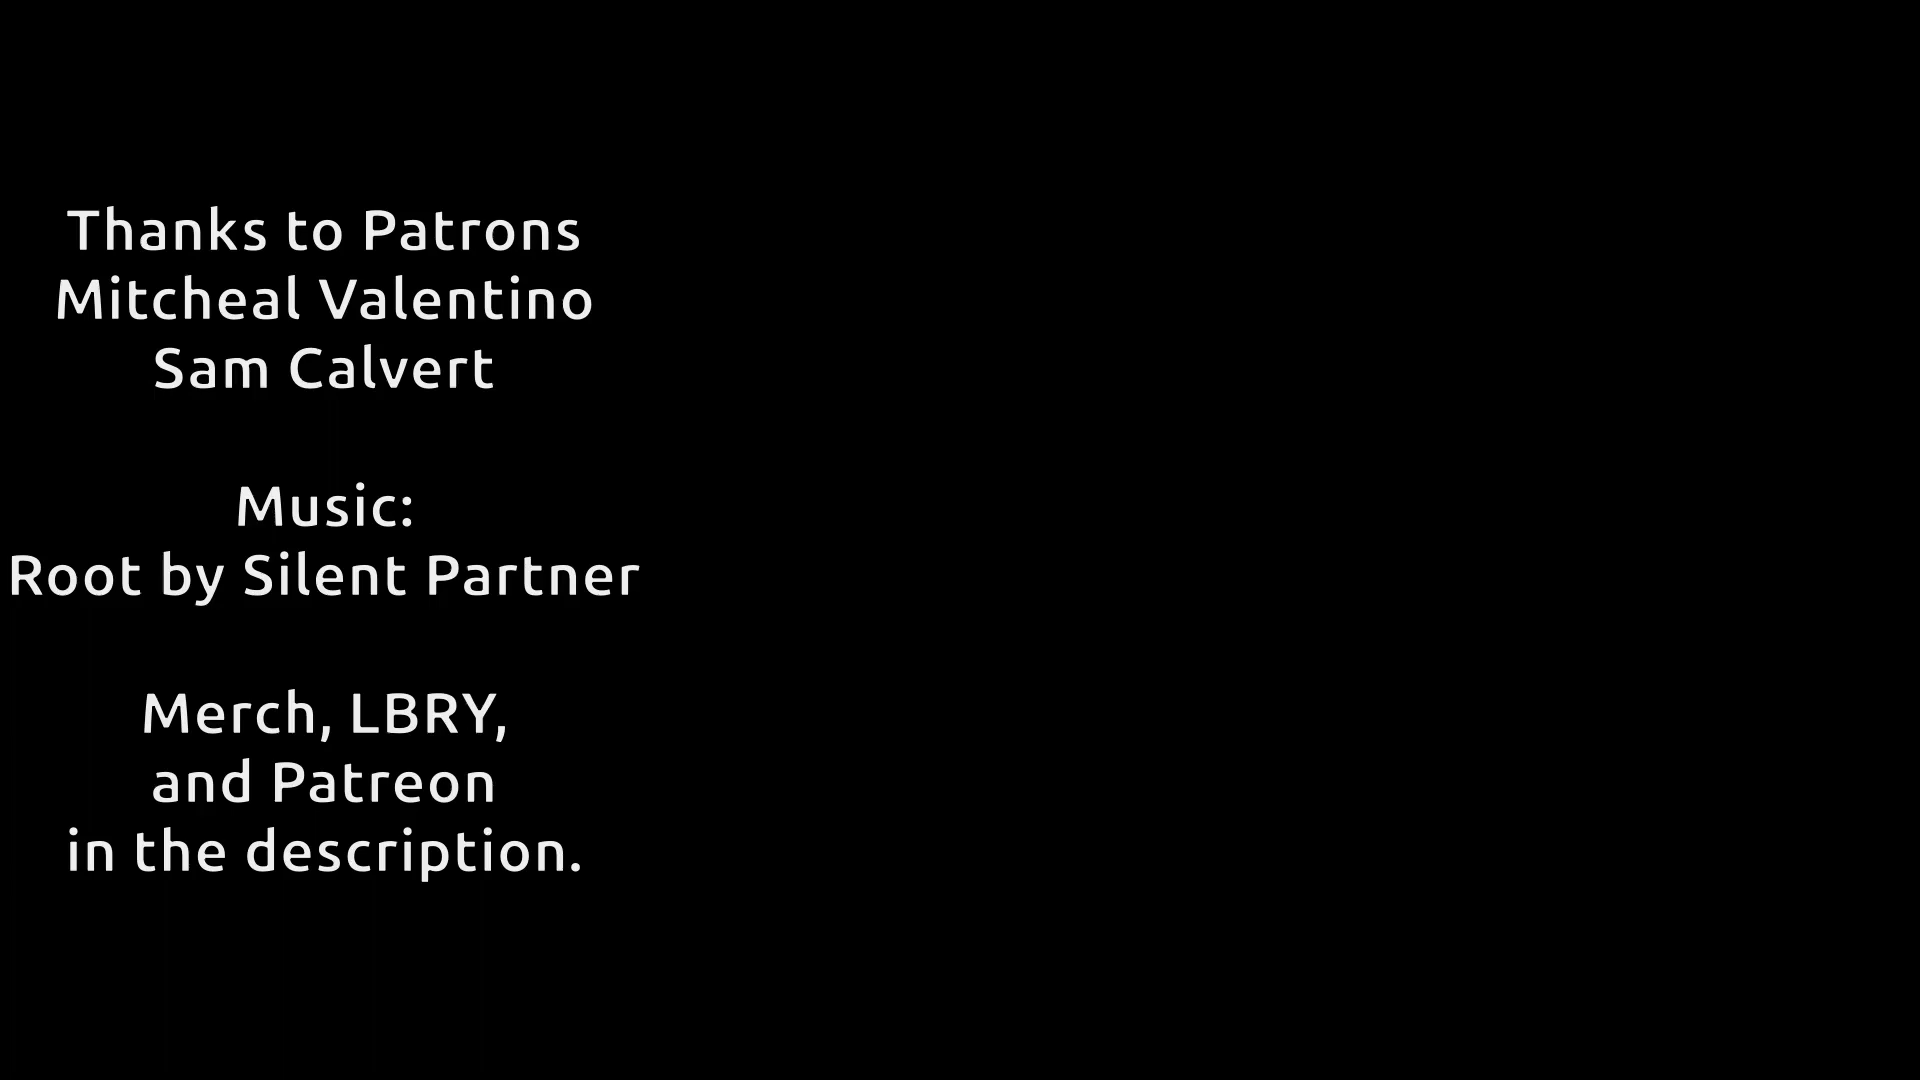 Thanks to Patrons
Mitcheal Valentino
Sam Calvert
Music:
Root by Silent Partner
Merch, LBRY,
and Patreon
in the description.